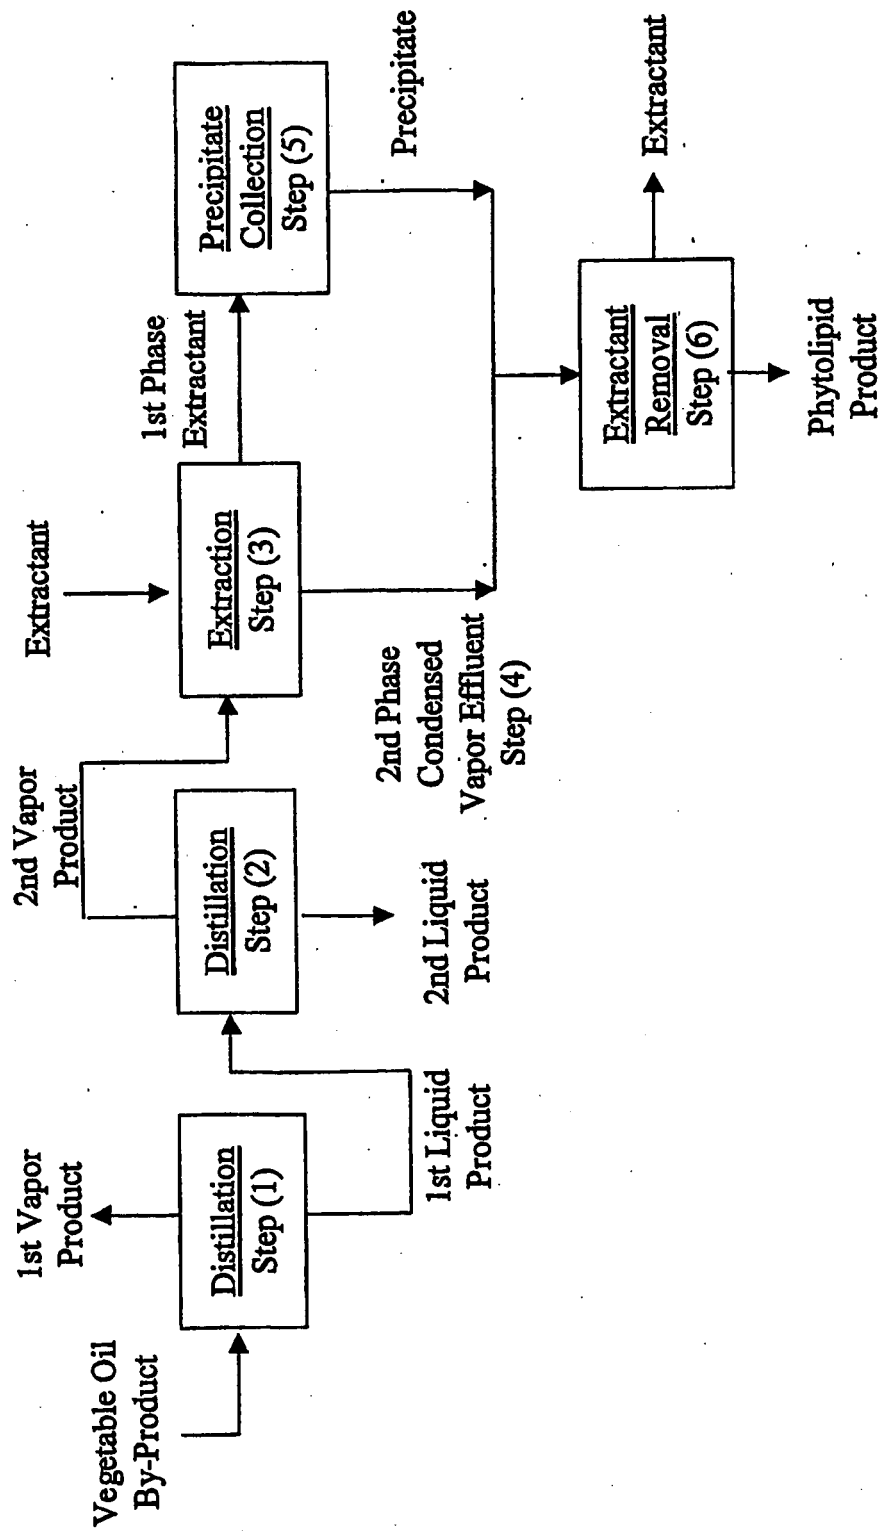 Vegetable Oil
By-Product
1st Vapor
Product
Distillation
Step (1)
1st Liquid
Product
2nd Vapor
Product
Distillation
Step (2)
2nd Liquid
Product
Extractant
Extraction
Step (3)
2nd Phase
Condensed
Vapor Effluent
Step (4)
1st Phase
Extractant
Precipitate
Collection
Step (5)
Precipitate
Extractant
Removal
Step (6)
Extractant
Phytolipid
Product